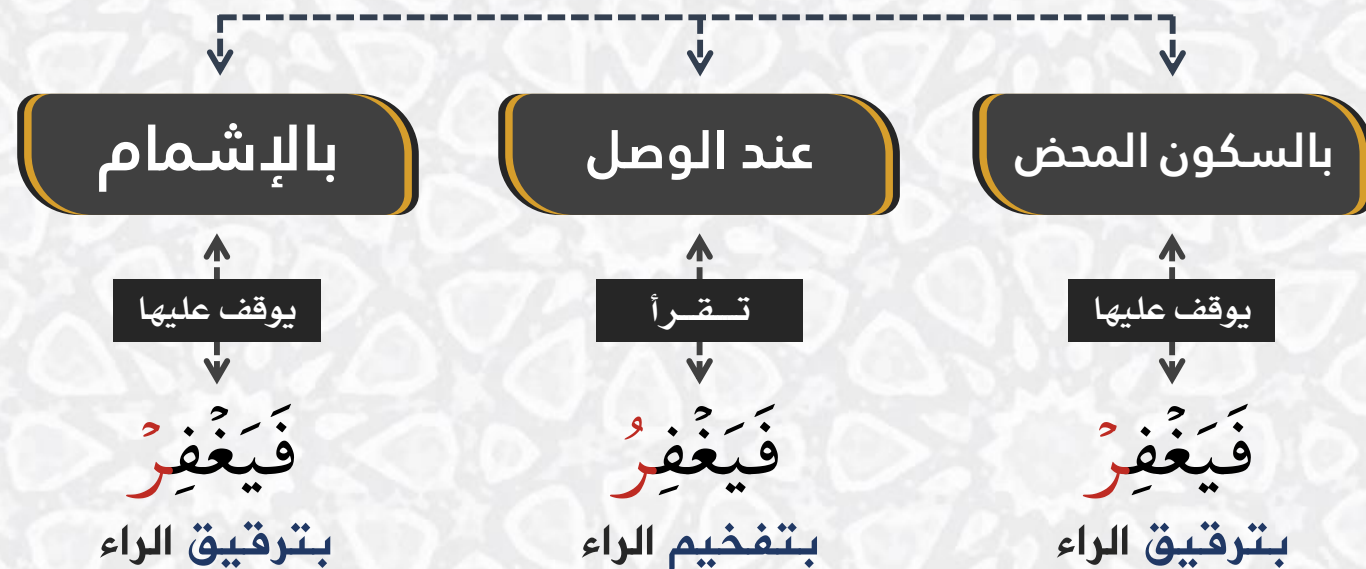 بالسكون المحض
عند الوصل
بالإشمام
يوقف عليها
تــقــرأ
يوقف عليها
فَيَغۡفِرۡ
فَيَغۡفِرُ
فَيَغۡفِرۡ
بترقيق الراء
بتفخيم الراء
بترقيق الراء